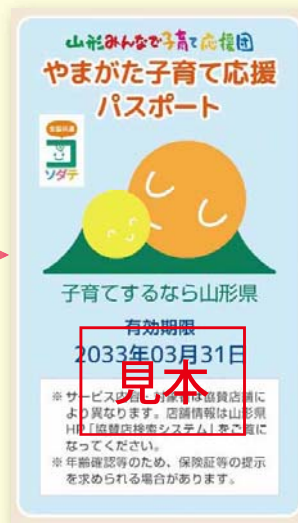 山形みんなで子育て応援団
やまがた子育て応援
パスポート
全国共通
コ
ソダテ
子育てするなら山形県
有効期限
2033年03月31日
見本
※サービス内容・対象者は協賛店舗に
より異なります。店舗情報は山形県
HP「協賛店検索システム」をご覧に
なってください。
※年齢確認等のため、保険証等の提示
を求められる場合があります。